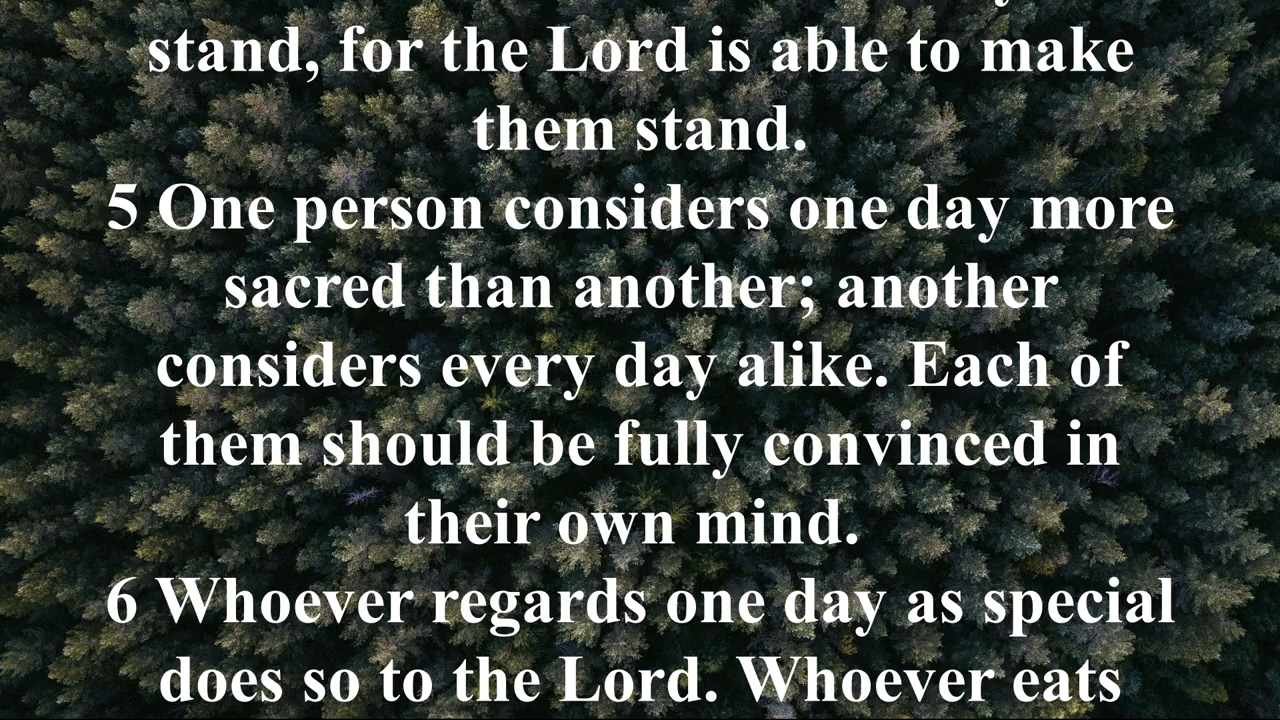 stand, for the Lord is able to make
them stand.
5 One person considers one day more
sacred than another; another
considers every day alike. Each of
them should be fully convinced in
their own mind.
6 Whoever regards one day as special
does so to the Lord. Whoever eats